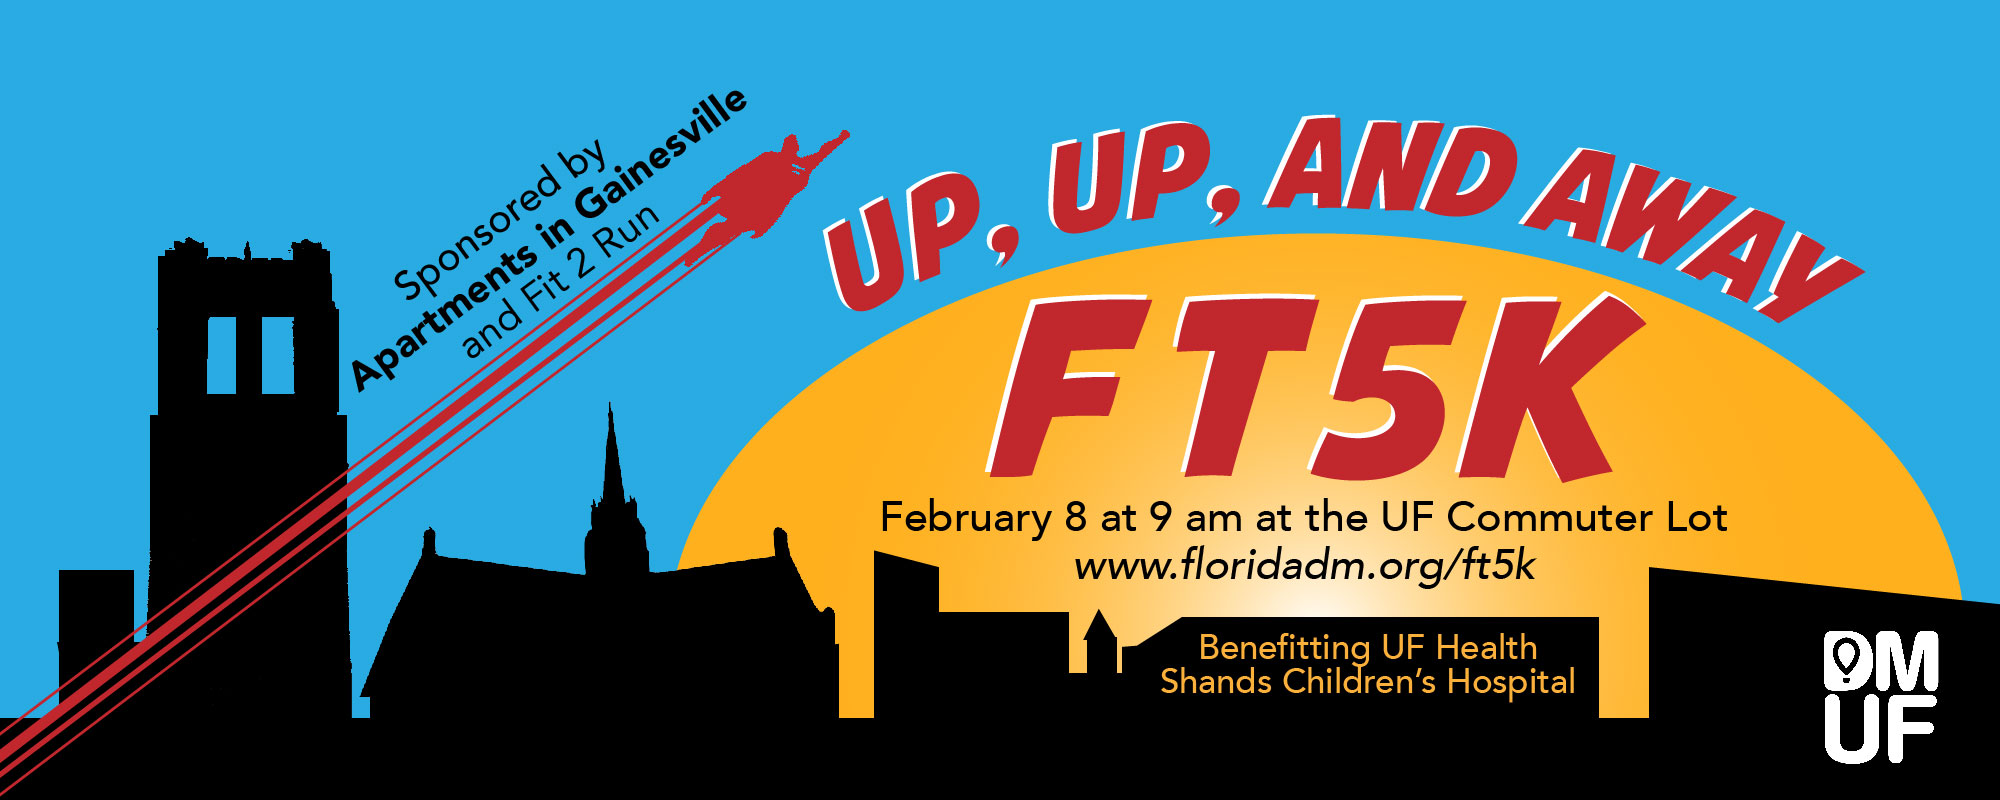 Sponsored by
Apartments in Gainesville
and Fit 2 Run
UP, UP, AND AWAY
FT5K
February 8 at 9 am at the UF Commuter Lot
www.floridadm.org/ft5k
Benefitting UF Health
Shands Children's Hospital
DM
UF